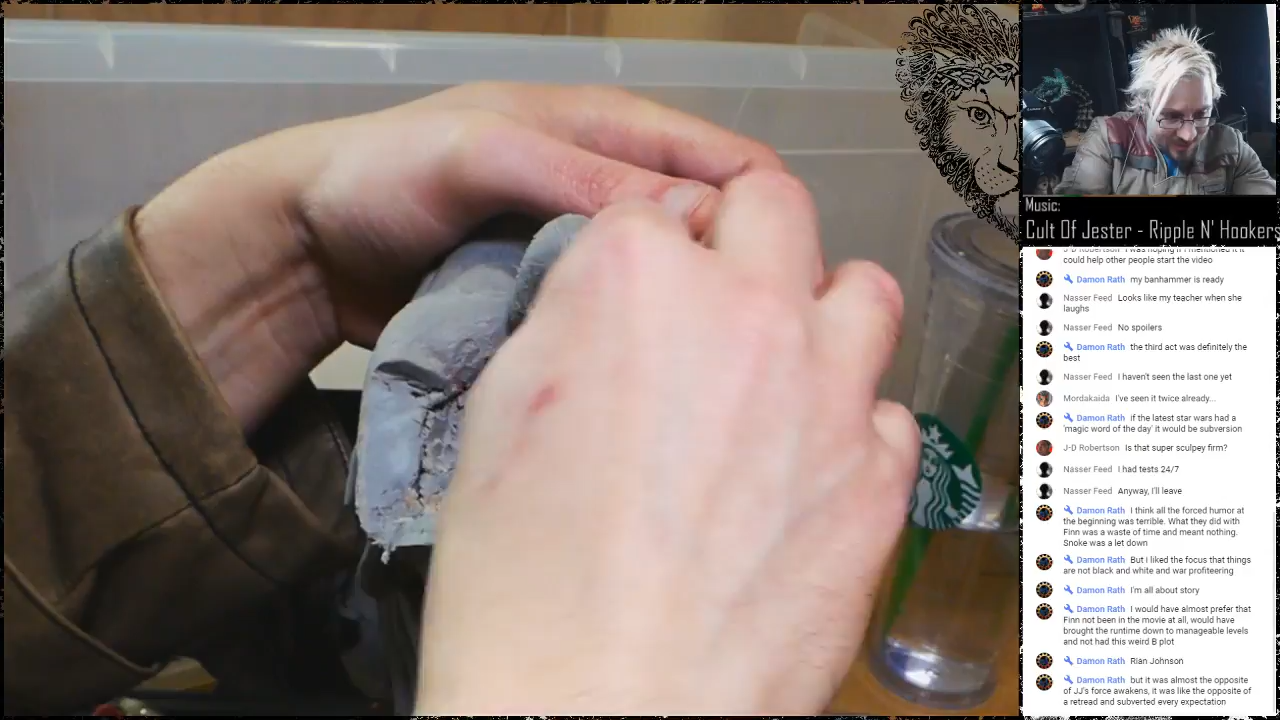 Music:
Cult Of Jester - Ripple N' Hookers
J-D Robertson I was hoping if I mentioned it it
could help other people start the video
Damon Rath my banhammer is ready
Nasser Feed Looks like my teacher when she
laughs
Nasser Feed No spoilers
Damon Rath the third act was definitely the
best
Nasser Feed I haven't seen the last one yet
Mordakaida I've seen it twice already...
Damon Rath if the latest star wars had a
'magic word of the day' it would be subversion
J-D Robertson Is that super sculpey firm?
Nasser Feed I had tests 24/7
Nasser Feed Anyway, I'll leave
Damon Rath I think all the forced humor at
the beginning was terrible. What they did with
Finn was a waste of time and meant nothing.
Snoke was a let down
Damon Rath But I liked the focus that things
are not black and white and war profiteering
Damon Rath I'm all about story
Damon Rath I would have almost prefer that
Finn not been in the movie at all, would have
brought the runtime down to manageable levels
and not had this weird B plot
Damon Rath Rian Johnson
Damon Rath but it was almost the opposite
of JJ's force awakens, it was like the opposite of
a retread and subverted every expectation